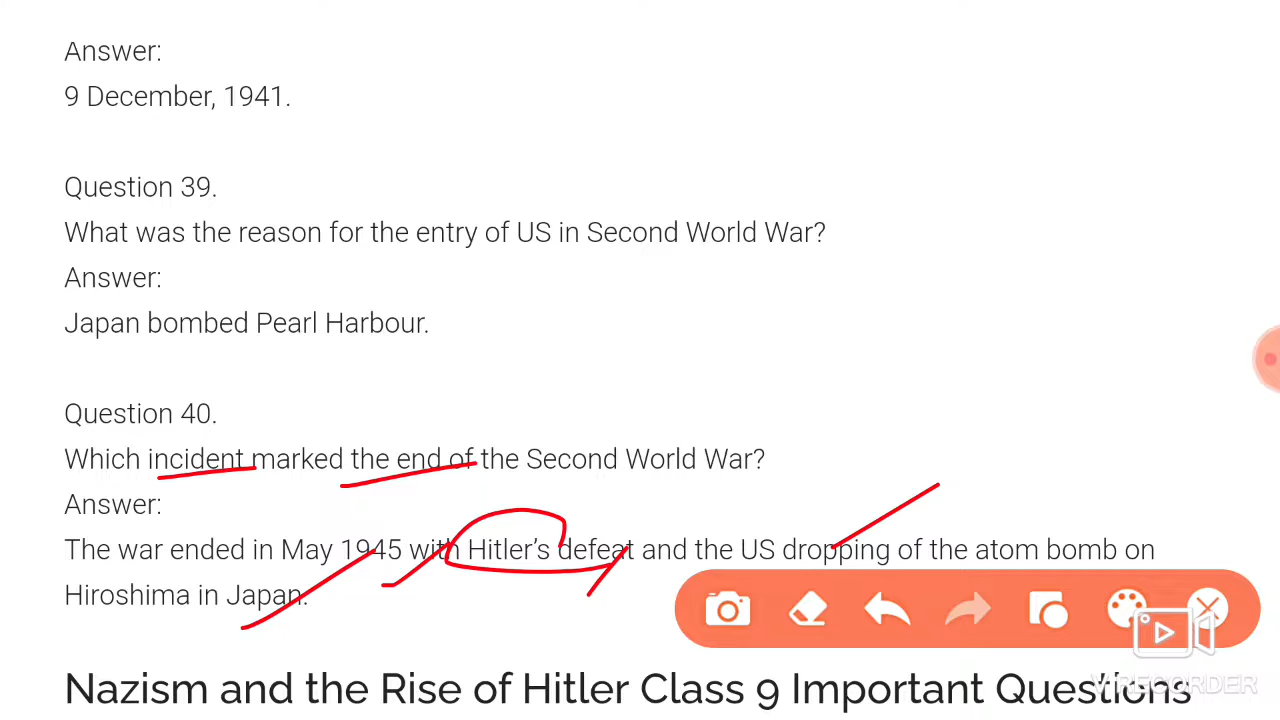 Answer:
9 December, 1941.
Question 39.
What was the reason for the entry of US in Second World War?
Answer:
Japan bombed Pearl Harbour.
Question 40.
Which incident marked the end of the Second World War?
Answer:
The war ended in May 1945 with Hitler's defeat and the US dropping of the atom bomb on
Hiroshima in Japan.
Nazism and the Rise of Hitler Class 9 Important Questions
V RECORDER